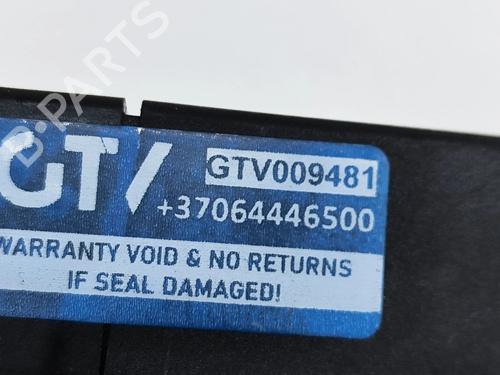 B-PARTS
GTV
GTV009481
+37064446500
WARRANTY VOID & NO RETURNS
IF SEAL DAMAGED!